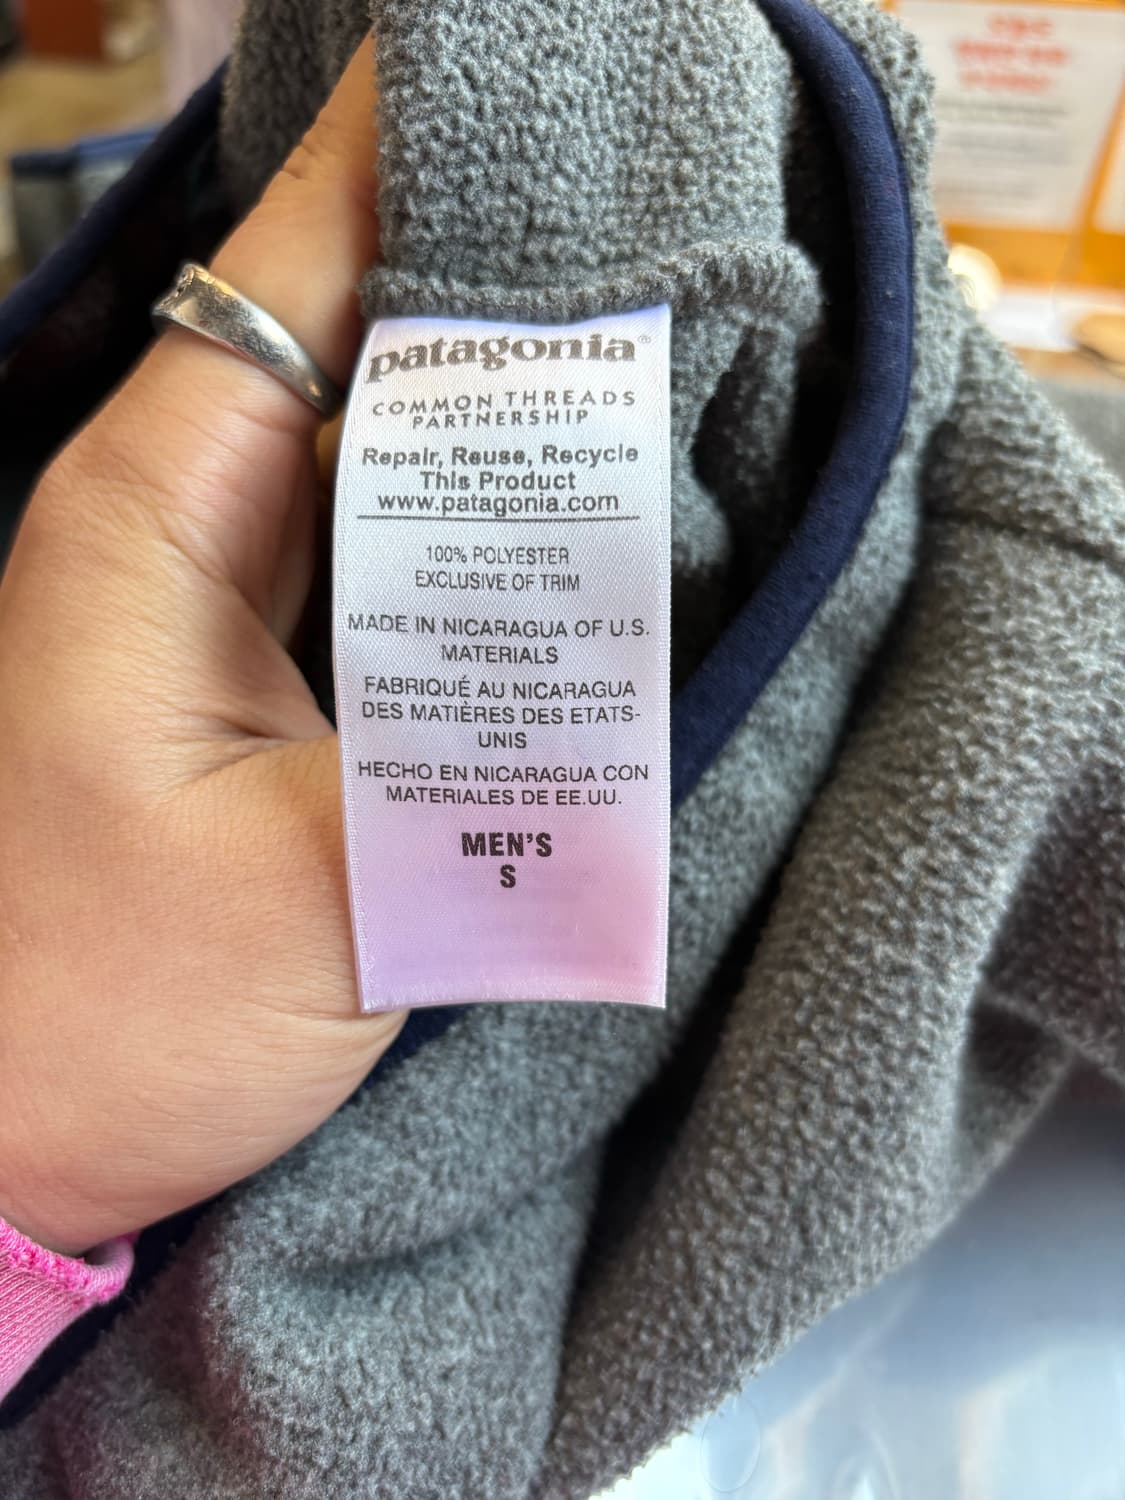 patagonia®
COMMON THREADS
PARTNERSHIP
Repair, Reuse, Recycle
This Product
www.patagonia.com
100% POLYESTER
EXCLUSIVE OF TRIM
MADE IN NICARAGUA OF U.S.
MATERIALS
FABRIQUÉ AU NICARAGUA
DES MATIÈRES DES ETATS-
UNIS
HECHO EN NICARAGUA CON
MATERIALES DE EE.UU.
MEN'S
S